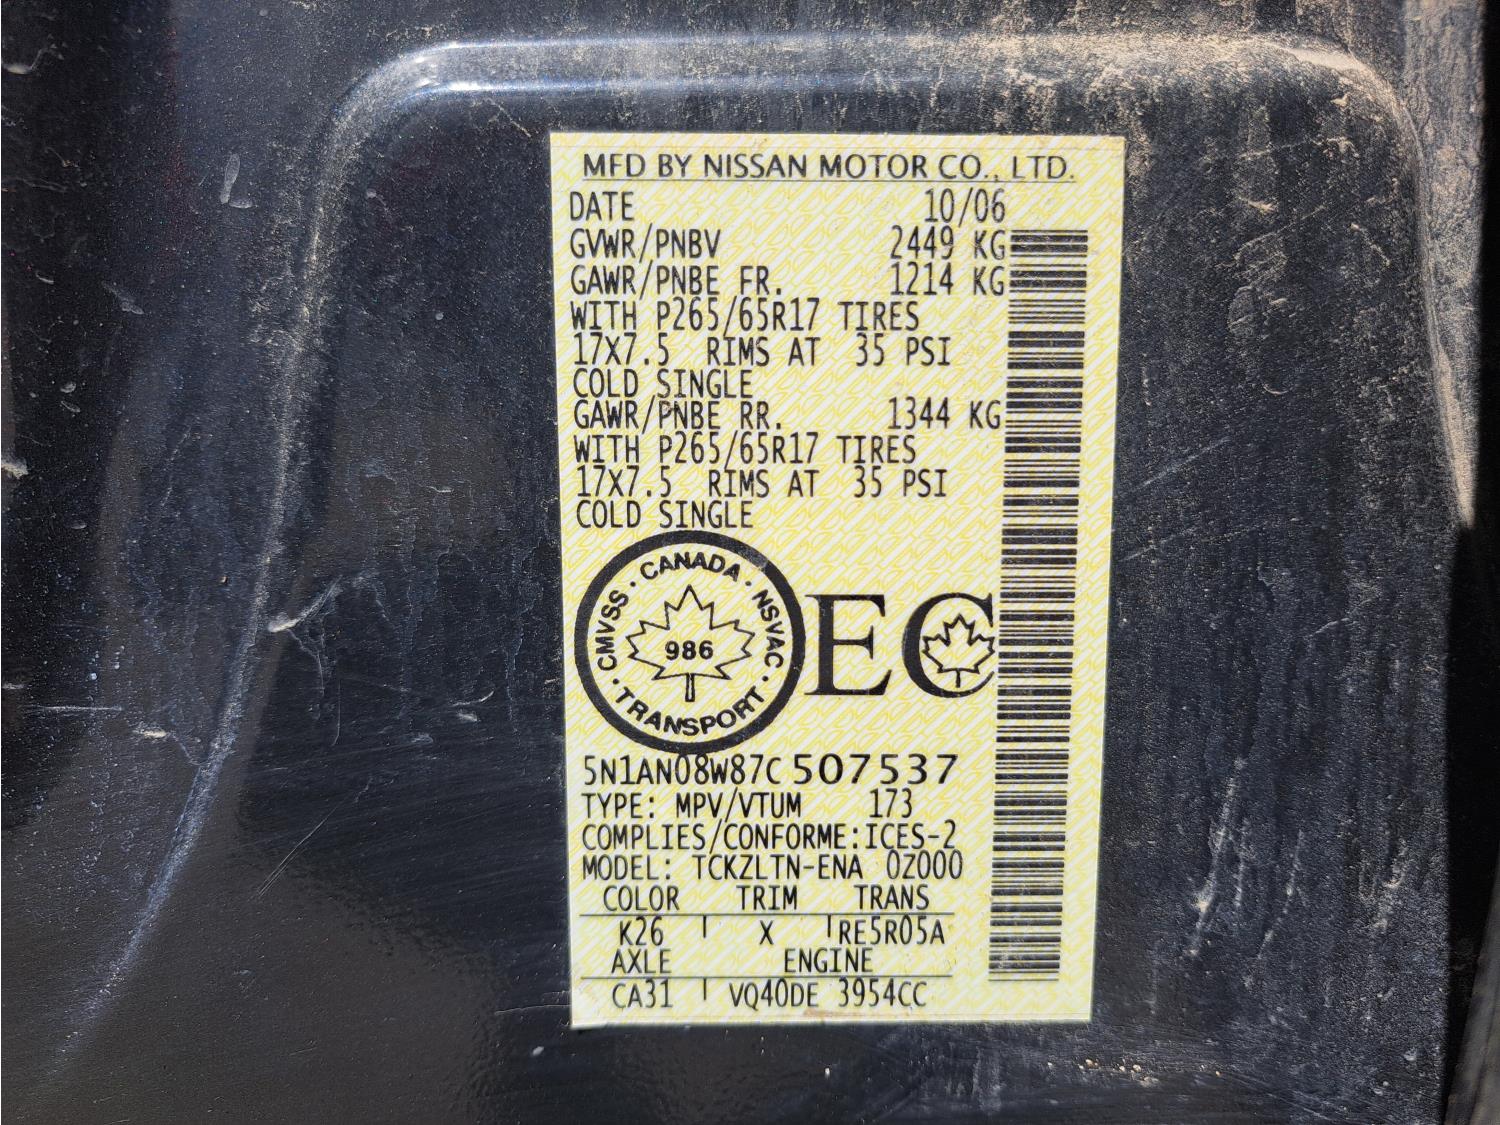 MFD BY NISSAN MOTOR CO., LTD.
DATE 10/06
GVWR/PNBV 2449 KG
GAWR/PNBE FR. 1214 KG
WITH P265/65R17 TIRES
17X7.5 RIMS AT 35 PSI
COLD SINGLE
GAWR/PNBE RR. 1344 KG
WITH P265/65R17 TIRES
17X7.5 RIMS AT 35 PSI
COLD SINGLE
CMVSS · CANADA · NSVAC · TRANSPORT ·
986
EC
5N1AN08W87C507537
TYPE: MPV/VTUM 173
COMPLIES/CONFORME:ICES-2
MODEL: TCKZLTN-ENA 0Z000
COLOR TRIM TRANS
K26 X RE5R05A
AXLE ENGINE
CA31 VQ40DE 3954CC